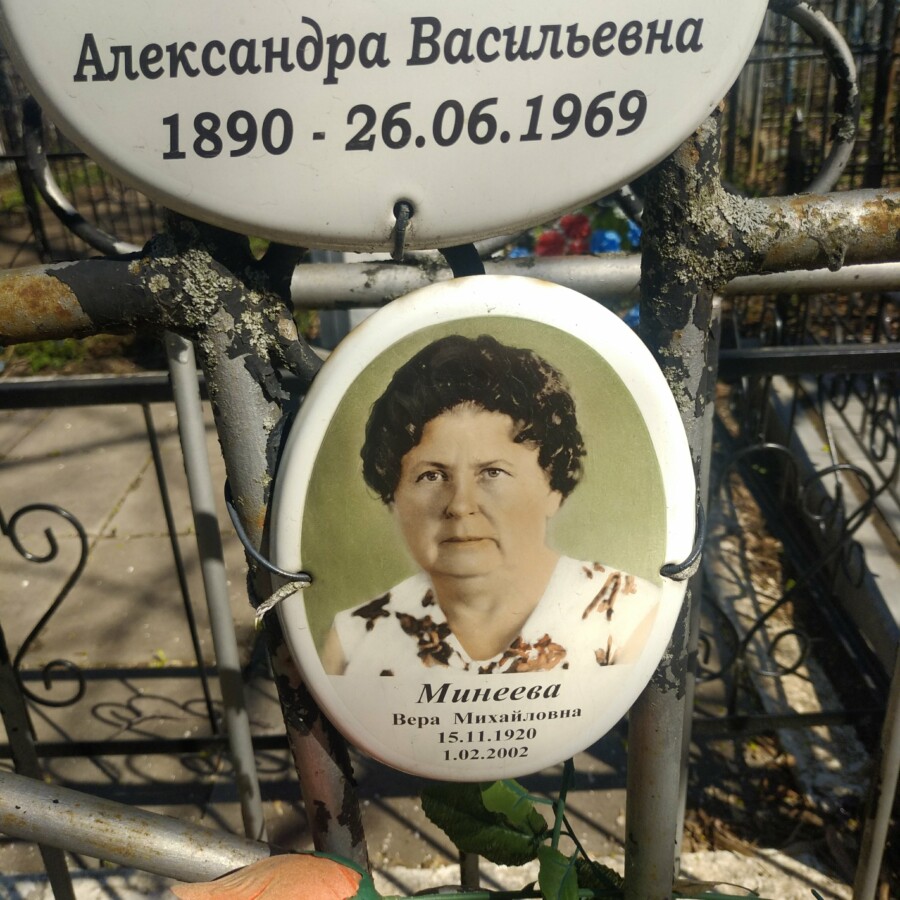 Александра Васильевна
1890 - 26.06.1969
Минеева
Вера Михайловна
15.11.1920
1.02.2002